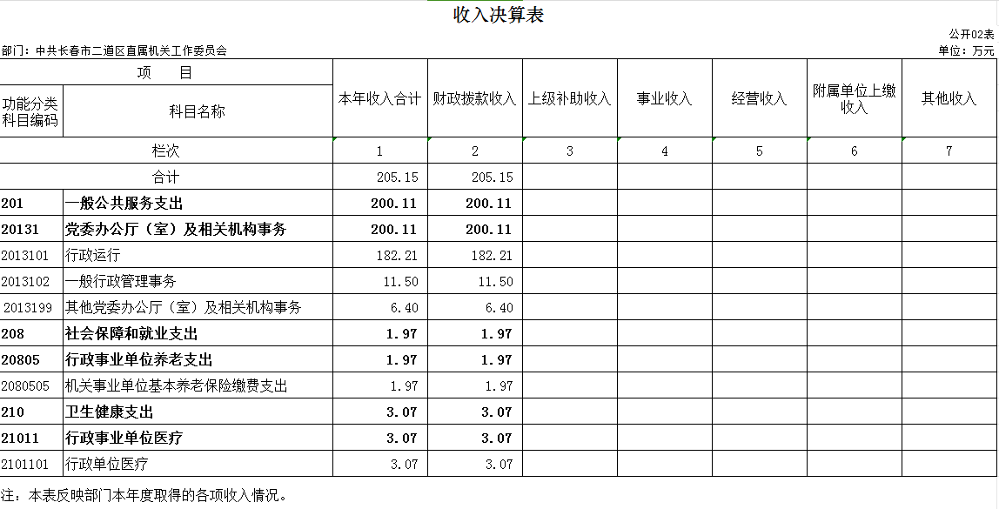 收入决算表
公开02表
部门：中共长春市二道区直属机关工作委员会 单位：万元
项 目 本年收入合计 财政拨款收入 上级补助收入 事业收入 经营收入 附属单位上缴收入 其他收入
功能分类科目编码 科目名称
栏次 1 2 3 4 5 6 7
合计 205.15 205.15
201 一般公共服务支出 200.11 200.11
20131 党委办公厅（室）及相关机构事务 200.11 200.11
2013101 行政运行 182.21 182.21
2013102 一般行政管理事务 11.50 11.50
2013199 其他党委办公厅（室）及相关机构事务 6.40 6.40
208 社会保障和就业支出 1.97 1.97
20805 行政事业单位养老支出 1.97 1.97
2080505 机关事业单位基本养老保险缴费支出 1.97 1.97
210 卫生健康支出 3.07 3.07
21011 行政事业单位医疗 3.07 3.07
2101101 行政单位医疗 3.07 3.07
注：本表反映部门本年度取得的各项收入情况。